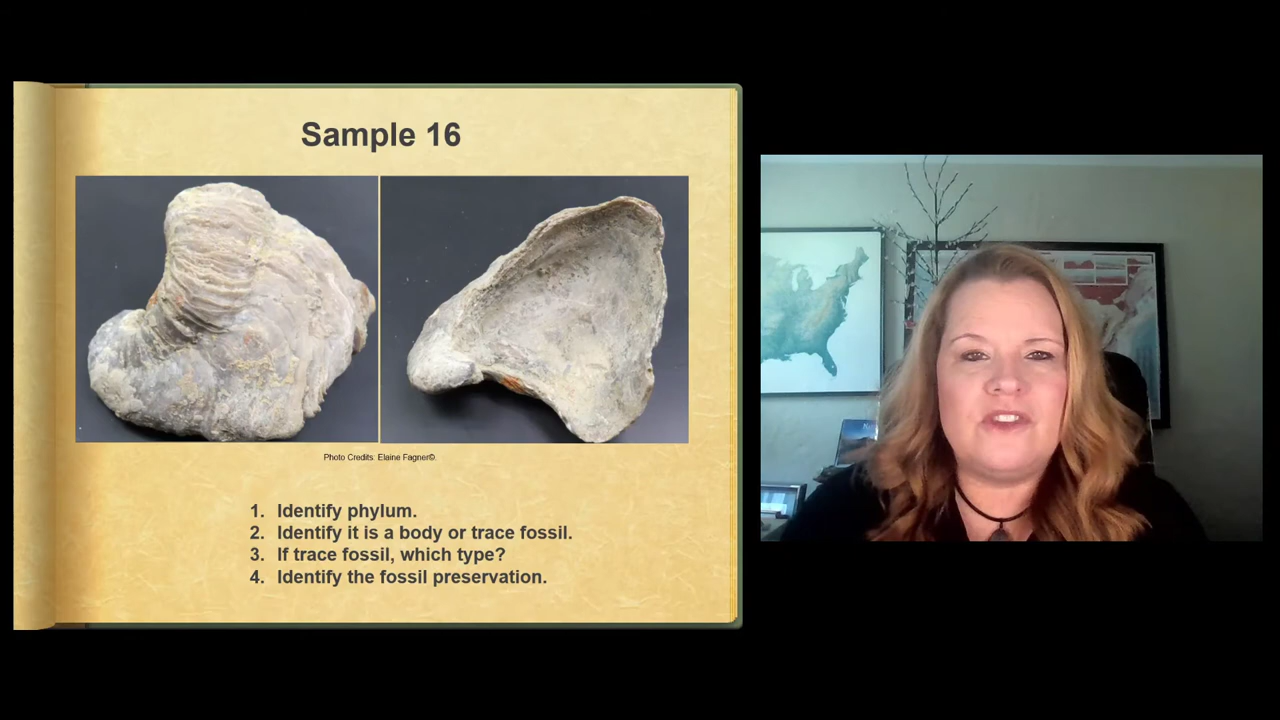 Sample 16
Photo Credits: Elaine Fagner©.
1. Identify phylum.
2. Identify it is a body or trace fossil.
3. If trace fossil, which type?
4. Identify the fossil preservation.